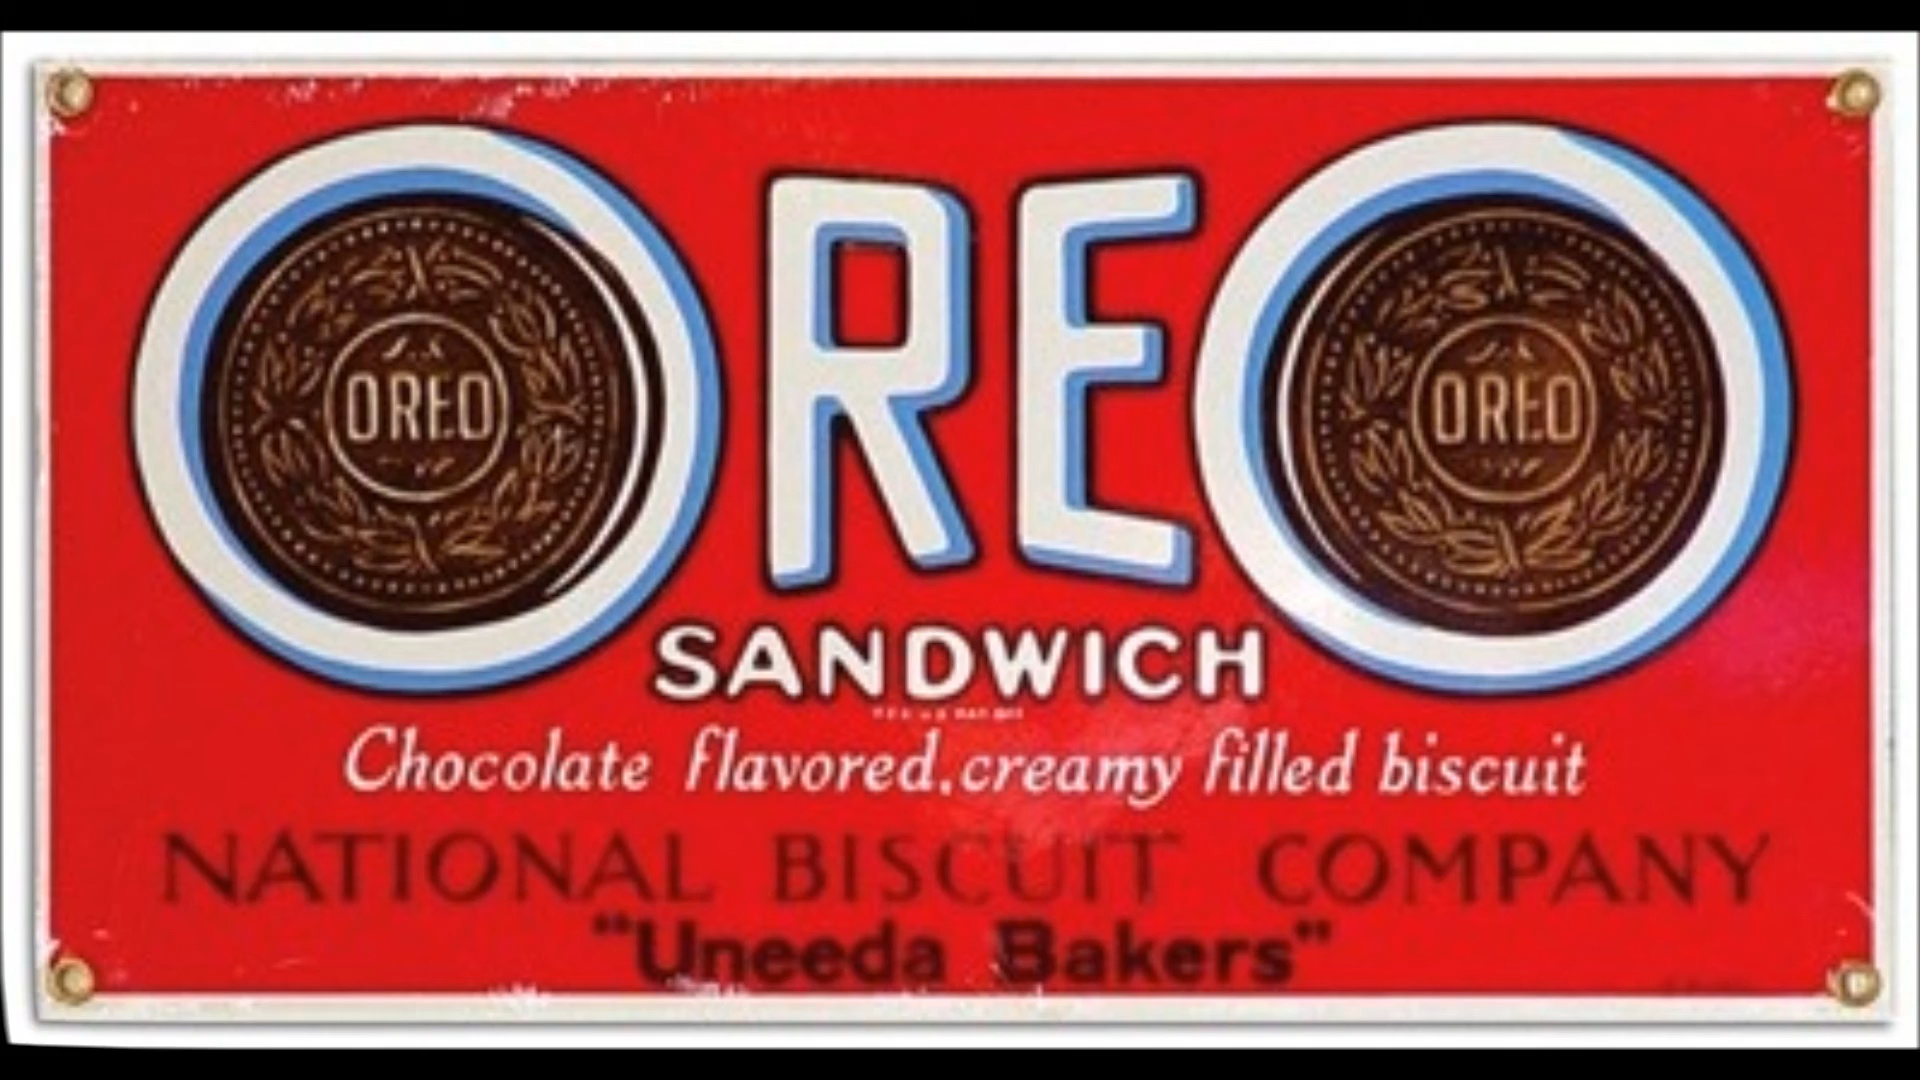 OREO
OREO
OREO
SANDWICH
Chocolate flavored, creamy filled biscuit
NATIONAL BISCUIT COMPANY
"Uneeda Bakers"